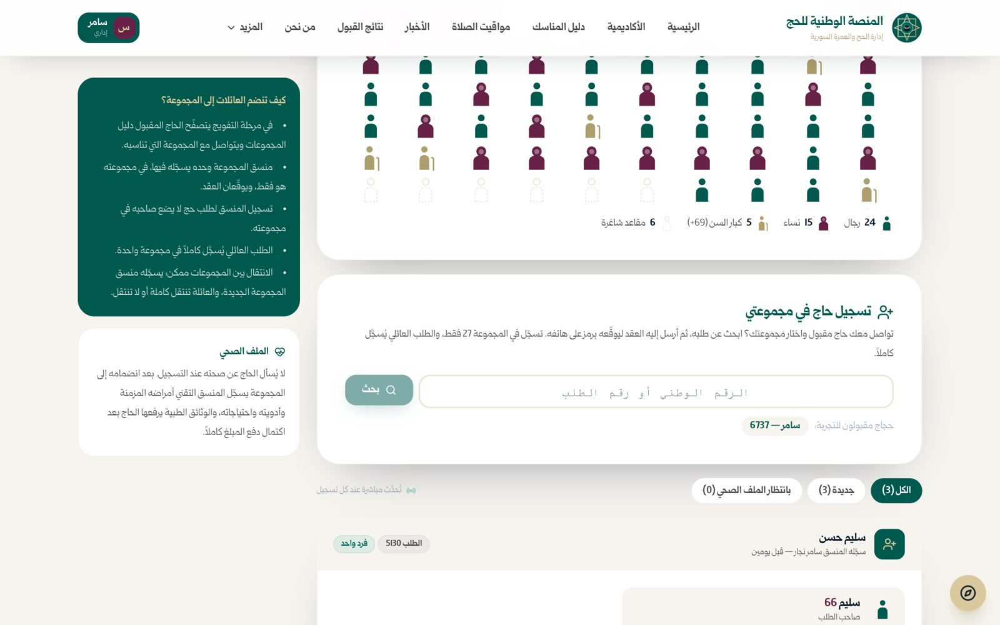 المنصة الوطنية للحج
إدارة الحج والعمرة السورية
الرئيسية
الأكاديمية
دليل المناسك
مواقيت الصلاة
الأخبار
نتائج القبول
من نحن
المزيد
س
سامر
إداري
24 رجال
15 نساء
5 كبار السن (69+)
6 مقاعد شاغرة
تسجيل حاج في مجموعتي
تواصل معك حاج مقبول واختار مجموعتك؟ ابحث عن طلبه، ثم أرسل إليه العقد ليوقّعه برمز على هاتفه. تسجّل في المجموعة 27 فقط، والطلب العائلي يُسجَّل
كاملاً.
الرقم الوطني أو رقم الطلب
بحث
حجاج مقبولون للتجربة:
سامر — 6737
الكل (3)
جديدة (3)
بانتظار الملف الصحي (0)
تُحدَّث مباشرة عند كل تسجيل
سليم حسن
سجّله المنسق سامر نجار — قبل يومين
الطلب 5130
فرد واحد
سليم 66
صاحب الطلب
كيف تنضم العائلات إلى المجموعة؟
• في مرحلة التفويج يتصفّح الحاج المقبول دليل
المجموعات ويتواصل مع المجموعة التي تناسبه.
• منسق المجموعة وحده يسجّله فيها، في مجموعته
هو فقط، ويوقّعان العقد.
• تسجيل المنسق لطلب حج لا يضع صاحبه في
مجموعته.
• الطلب العائلي يُسجَّل كاملاً في مجموعة واحدة.
• الانتقال بين المجموعات ممكن: يسجّله منسق
المجموعة الجديدة، والعائلة تنتقل كاملة أو لا تنتقل.
الملف الصحي
لا يُسأل الحاج عن صحته عند التسجيل. بعد انضمامه إلى
المجموعة يسجّل المنسق التقني أمراضه المزمنة
وأدويته واحتياجاته، والوثائق الطبية يرفعها الحاج بعد
اكتمال دفع المبلغ كاملاً.